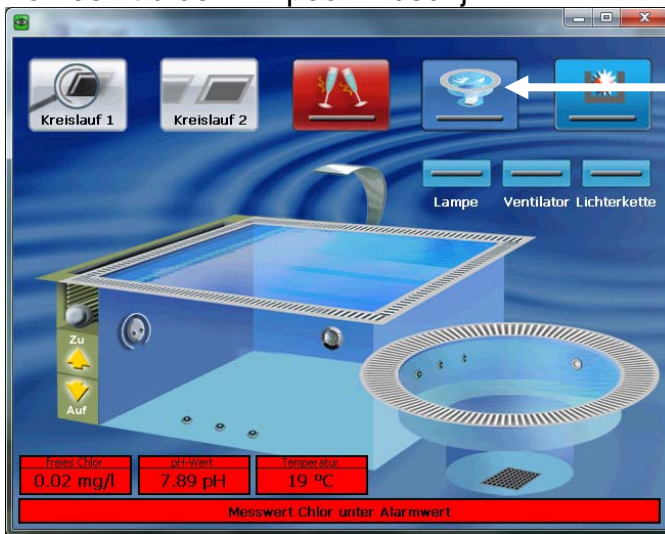 Kreislauf 1
Kreislauf 2
Lampe
Ventilator
Lichterkette
Zu
Auf
freies Chlor
pH-Wert
Temperatur
0.02 mg/l
7.89 pH
19 ºC
Messwert Chlor unter Alarmwert